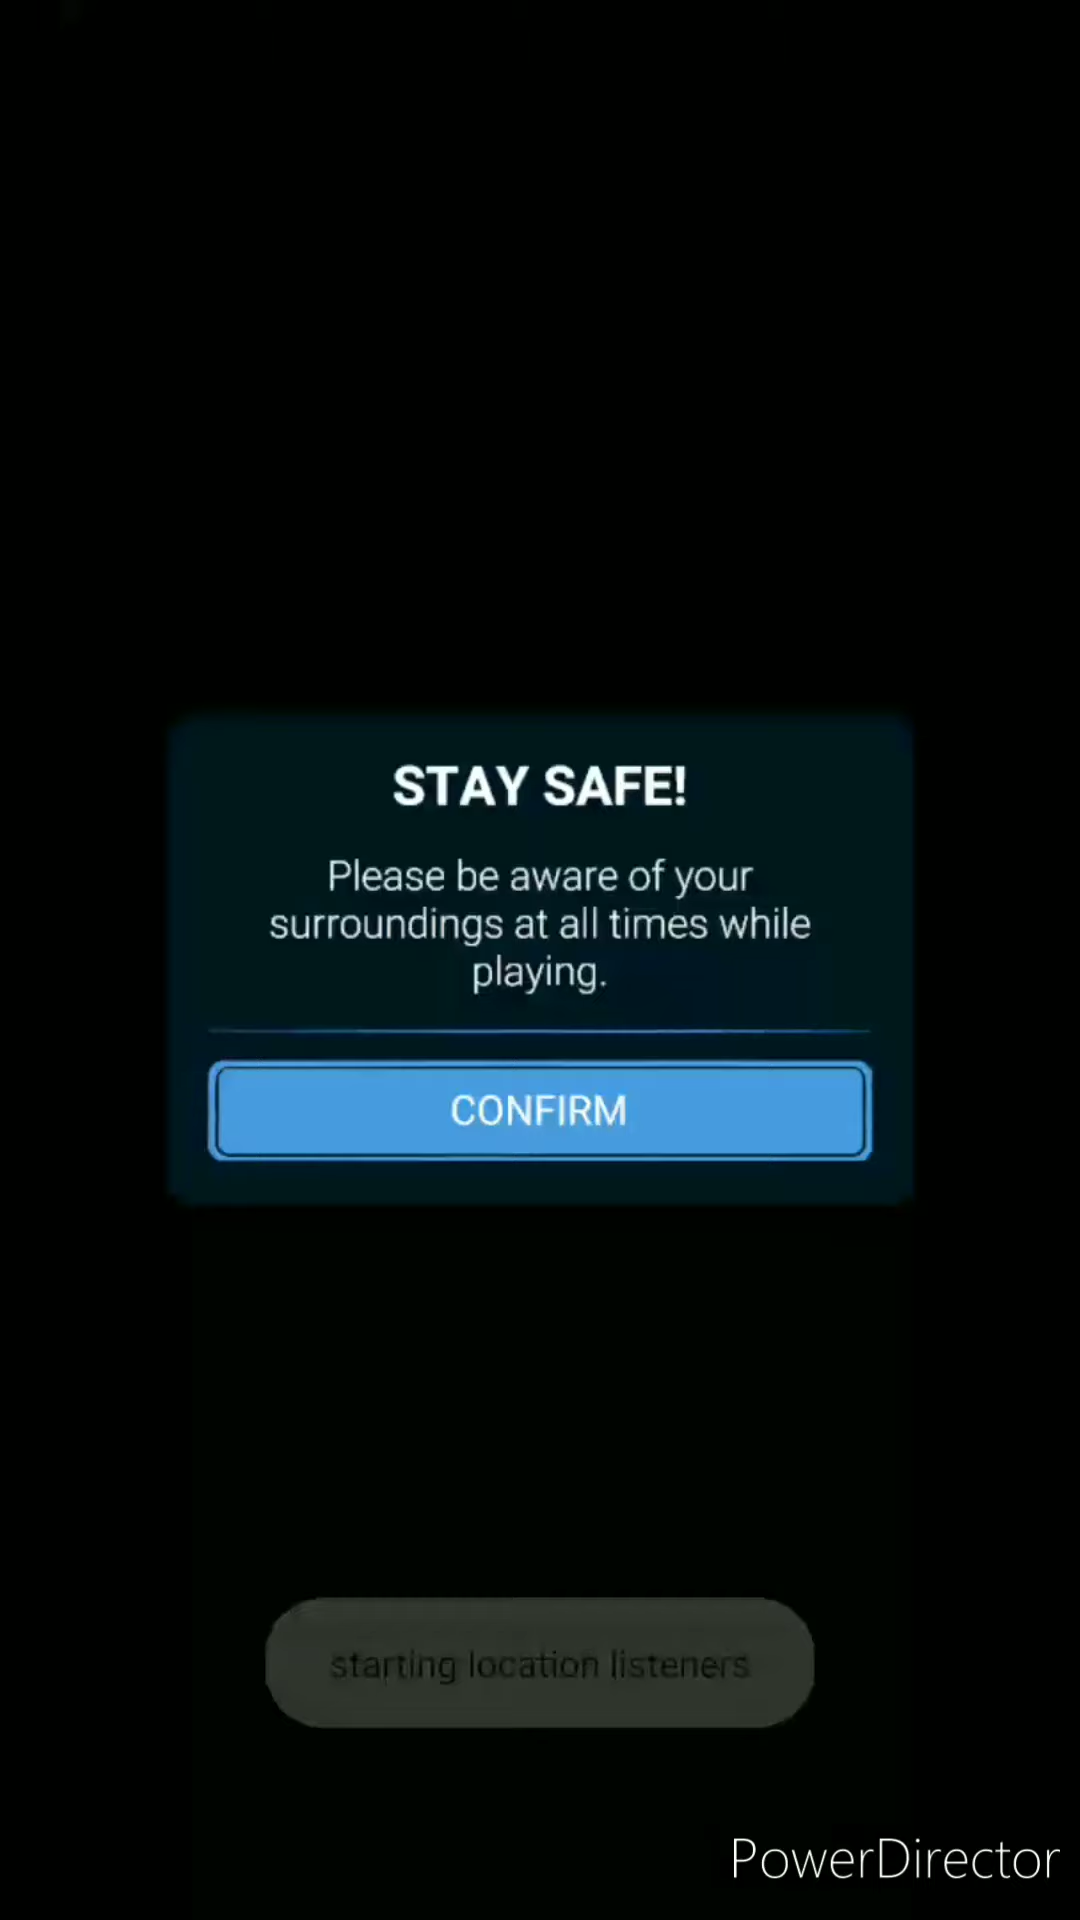 STAY SAFE!
Please be aware of your
surroundings at all times while
playing.
CONFIRM
starting location listeners
PowerDirector